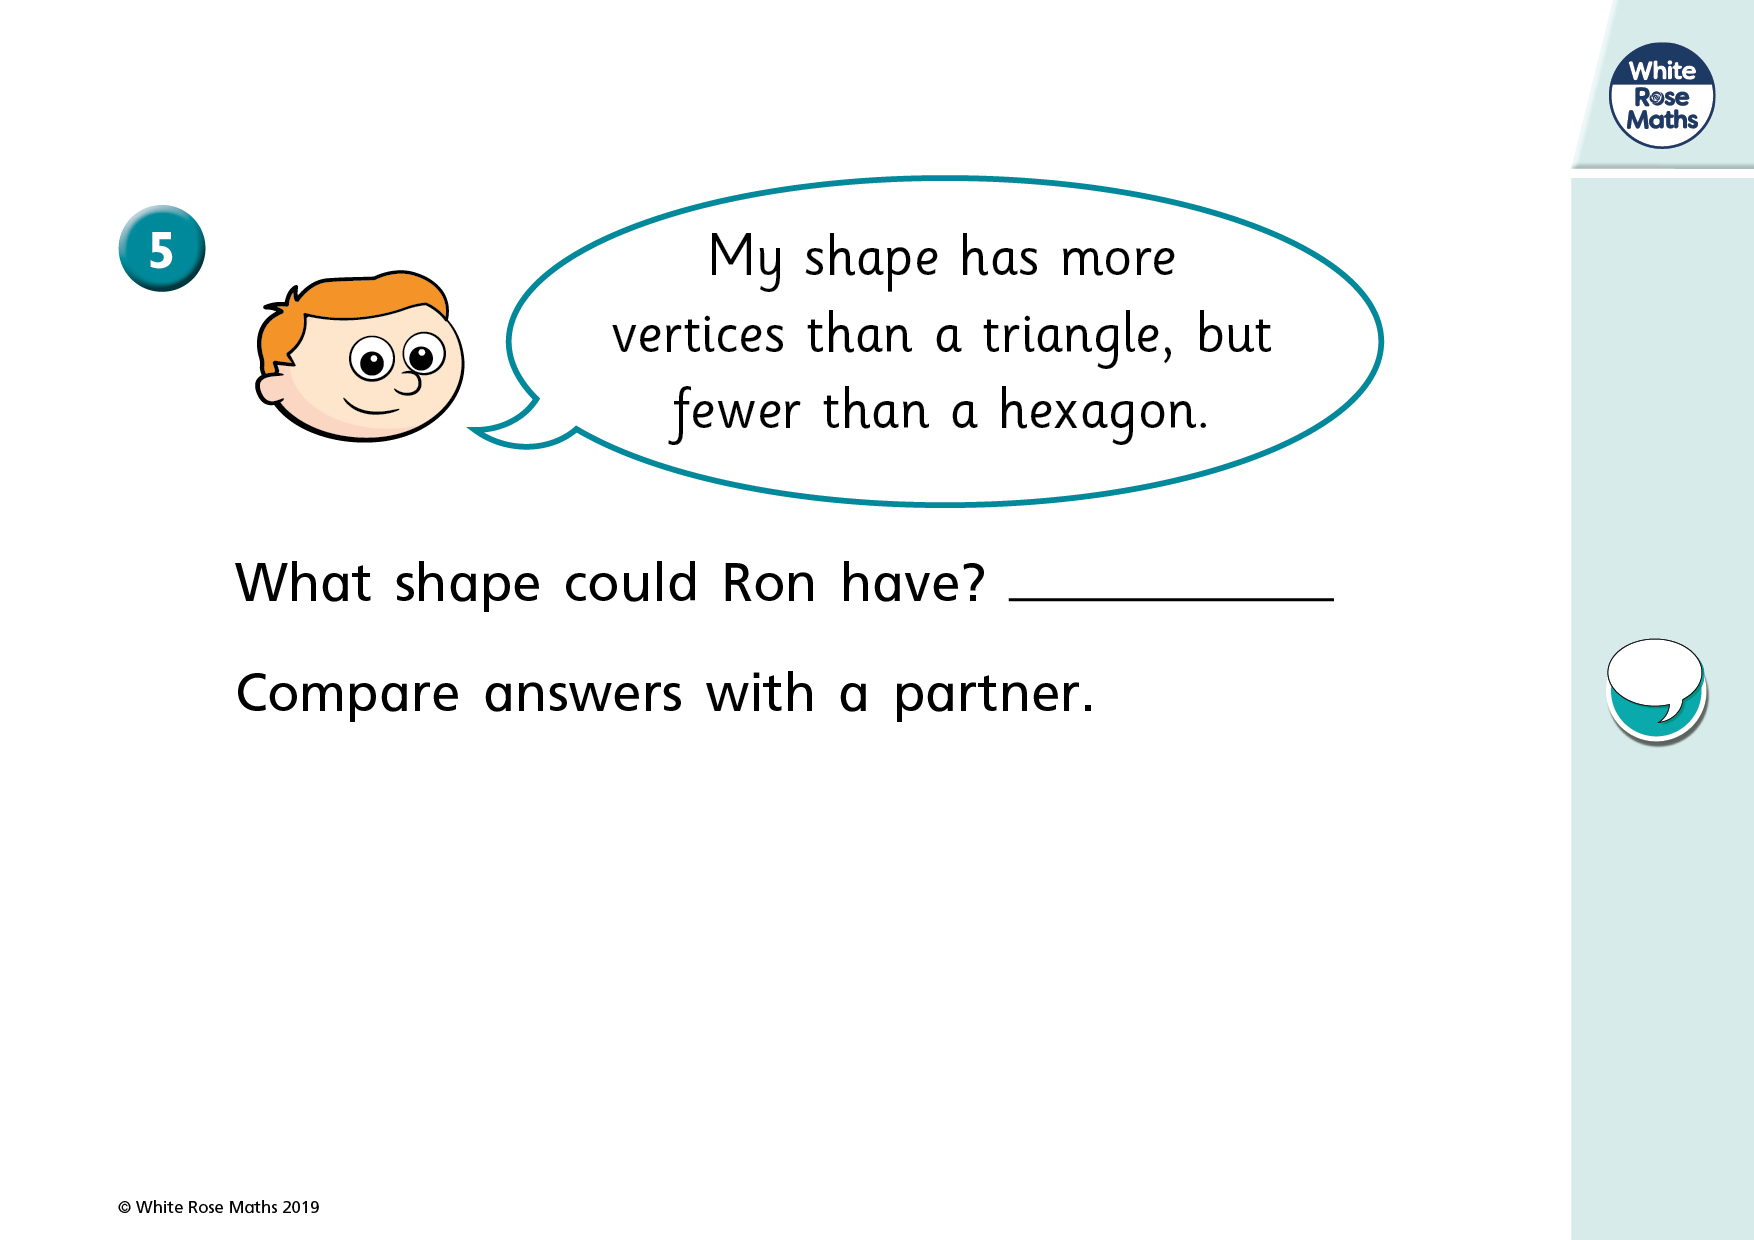 White
Rose
Maths
5
My shape has more
vertices than a triangle, but
fewer than a hexagon.
What shape could Ron have? ____________
Compare answers with a partner.
© White Rose Maths 2019